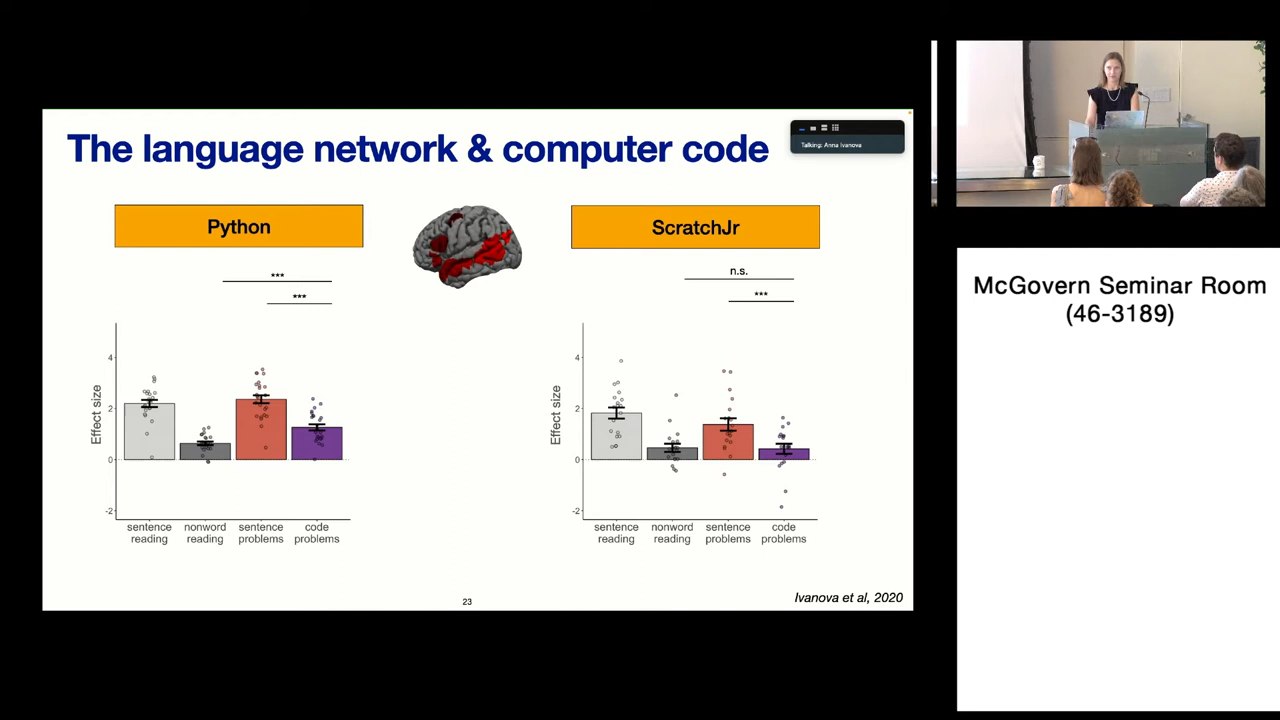 The language network & computer code
Talking: Anna Ivanova
Python
ScratchJr
***
***
n.s.
***
Effect size
4
2
0
-2
sentence reading
nonword reading
sentence problems
code problems
Effect size
4
2
0
-2
sentence reading
nonword reading
sentence problems
code problems
Ivanova et al, 2020
23
McGovern Seminar Room
(46-3189)